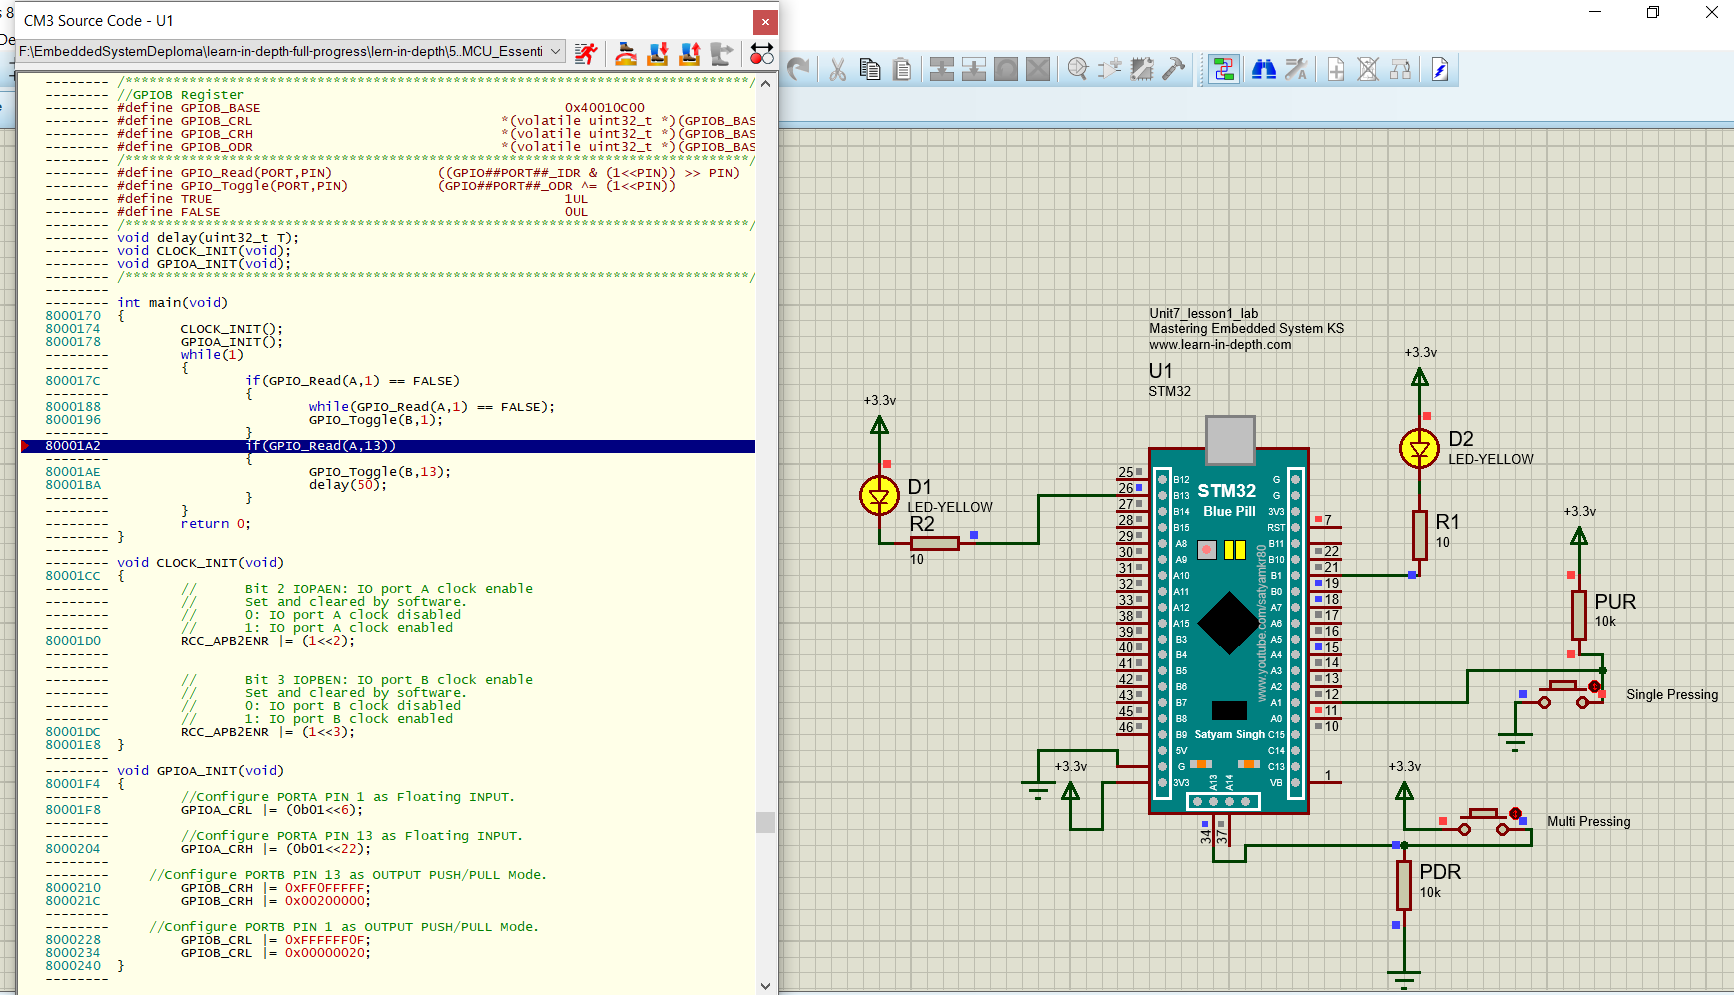 CM3 Source Code - U1
F:\EmbeddedSystemDeploma\learn-in-depth-full-progress\lern-in-depth\5..MCU_Essenti
//GPIOB Register
#define GPIOB_BASE 0x40010C00
#define GPIOB_CRL *(volatile uint32_t *)(GPIOB_BAS
#define GPIOB_CRH *(volatile uint32_t *)(GPIOB_BAS
#define GPIOB_ODR *(volatile uint32_t *)(GPIOB_BAS
#define GPIO_Read(PORT,PIN) ((GPIO##PORT##_IDR & (1<<PIN)) >> PIN)
#define GPIO_Toggle(PORT,PIN) (GPIO##PORT##_ODR ^= (1<<PIN))
#define TRUE 1UL
#define FALSE 0UL
void delay(uint32_t T);
void CLOCK_INIT(void);
void GPIOA_INIT(void);
int main(void)
8000170 {
8000174 CLOCK_INIT();
8000178 GPIOA_INIT();
while(1)
{
800017C if(GPIO_Read(A,1) == FALSE)
{
8000188 while(GPIO_Read(A,1) == FALSE);
8000196 GPIO_Toggle(B,1);
}
80001A2 if(GPIO_Read(A,13))
{
80001AE GPIO_Toggle(B,13);
80001BA delay(50);
}
}
return 0;
}
void CLOCK_INIT(void)
80001CC {
// Bit 2 IOPAEN: IO port A clock enable
// Set and cleared by software.
// 0: IO port A clock disabled
// 1: IO port A clock enabled
80001D0 RCC_APB2ENR |= (1<<2);
// Bit 3 IOPBEN: IO port B clock enable
// Set and cleared by software.
// 0: IO port B clock disabled
// 1: IO port B clock enabled
80001DC RCC_APB2ENR |= (1<<3);
80001E8 }
void GPIOA_INIT(void)
80001F4 {
//Configure PORTA PIN 1 as Floating INPUT.
80001F8 GPIOA_CRL |= (0b01<<6);
//Configure PORTA PIN 13 as Floating INPUT.
8000204 GPIOA_CRH |= (0b01<<22);
//Configure PORTB PIN 13 as OUTPUT PUSH/PULL Mode.
8000210 GPIOB_CRH |= 0xFF0FFFFF;
800021C GPIOB_CRH |= 0x00200000;
//Configure PORTB PIN 1 as OUTPUT PUSH/PULL Mode.
8000228 GPIOB_CRL |= 0xFFFFFF0F;
8000234 GPIOB_CRL |= 0x00000020;
8000240 }
Unit7_lesson1_lab
Mastering Embedded System KS
www.learn-in-depth.com
U1
STM32
+3.3v
D1
LED-YELLOW
R2
10
+3.3v
D2
LED-YELLOW
R1
10
+3.3v
PUR
10k
Single Pressing
+3.3v
Multi Pressing
PDR
10k
+3.3v
STM32
Blue Pill
www.youtube.com/satyamkr80
Satyam Singh
25 B12
26 B13
27 B14
28 B15
29 A8
30 A9
31 A10
32 A11
33 A12
38 A15
39 B3
40 B4
41 B5
42 B6
43 B7
45 B8
46 B9
5V
G
3V3
G
G
3V3
RST 7
B11 22
B10 21
B1 19
B0 18
A7 17
A6 16
A5 15
A4 14
A3 13
A2 12
A1 11
A0 10
C15
C14
C13
VB 1
A13 A14
34 37